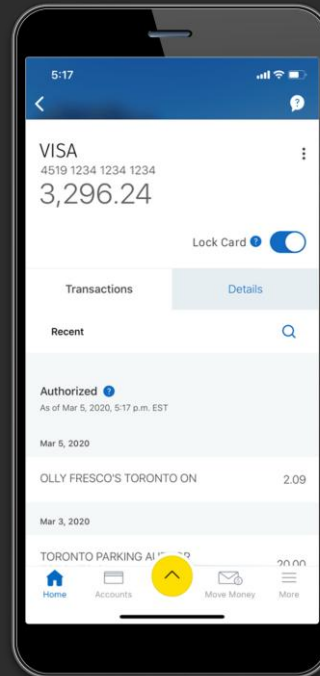 5:17
VISA
4519 1234 1234 1234
3,296.24
Lock Card ?
Transactions Details
Recent
Authorized ?
As of Mar 5, 2020, 5:17 p.m. EST
Mar 5, 2020
OLLY FRESCO'S TORONTO ON 2.09
Mar 3, 2020
TORONTO PARKING 20.00
Home Accounts Move Money More